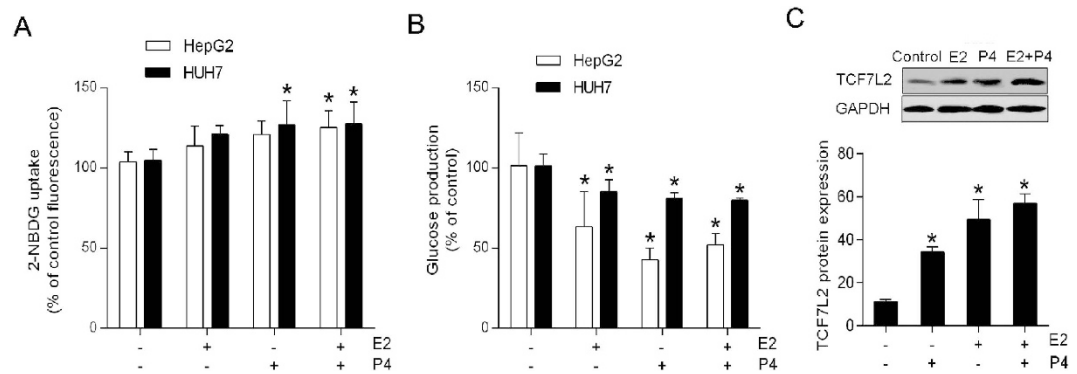 A
HepG2
HUH7
2-NBDG uptake
(% of control fluorescence)
150
100
50
0
*
*
*
- + - + E2
- - + + P4
B
HepG2
HUH7
Glucose production
(% of control)
150
100
50
0
*
*
*
*
*
*
- + - + E2
- - + + P4
C
Control E2 P4 E2+P4
TCF7L2
GAPDH
TCF7L2 protein expression
80
60
40
20
0
*
*
*
- - + + E2
- + - + P4